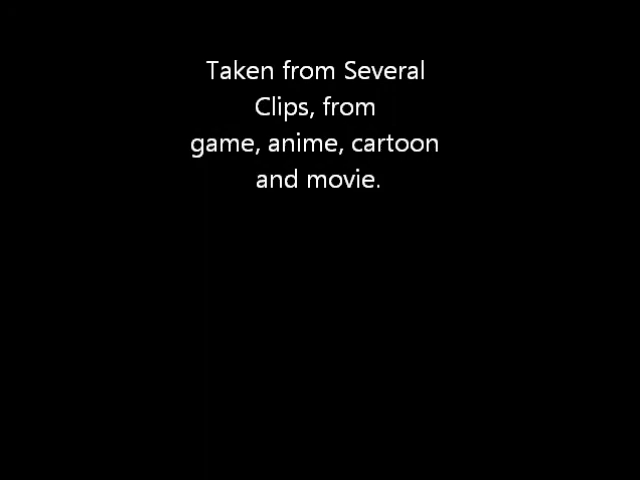 Taken from Several
Clips, from
game, anime, cartoon
and movie.